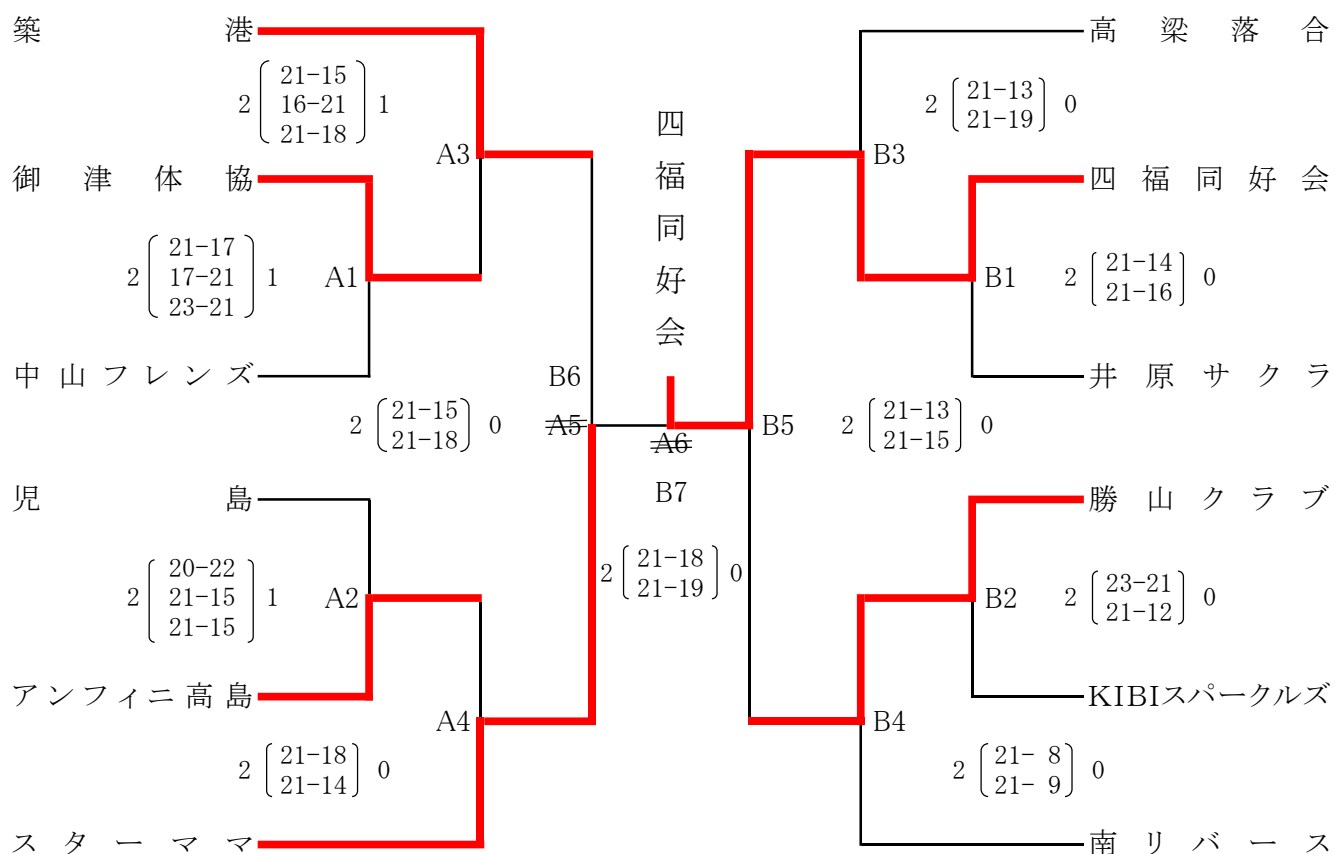 築港
高梁落合
2 21-15 16-21 21-18 1
2 21-13 21-19 0
四福同好会
A3
B3
御津体協
四福同好会
2 21-17 17-21 23-21 1
A1
B1
2 21-14 21-16 0
中山フレンズ
井原サクラ
B6
2 21-15 21-18 0
A5
A6
B5
2 21-13 21-15 0
B7
児島
勝山クラブ
2 20-22 21-15 21-15 1
A2
2 21-18 21-19 0
B2
2 23-21 21-12 0
アンフィニ高島
KIBIスパークルズ
A4
B4
2 21-18 21-14 0
2 21- 8 21- 9 0
スターママ
南リバース